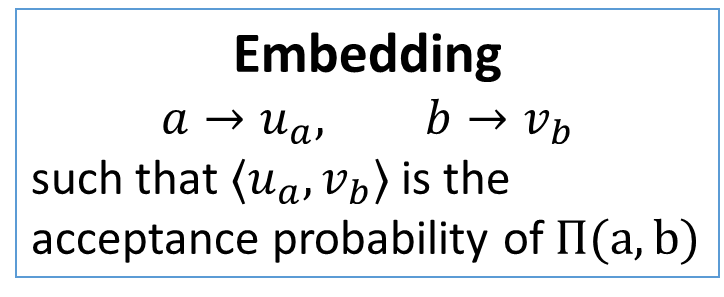 Embedding
a → u_a,  b → v_b
such that ⟨u_a, v_b⟩ is the
acceptance probability of Π(a, b)